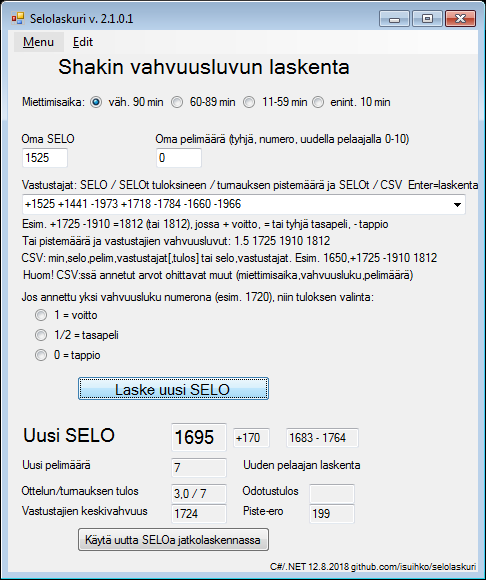 Selolaskuri v. 2.1.0.1
Menu Edit
Shakin vahvuusluvun laskenta
Miettimisaika: väh. 90 min 60-89 min 11-59 min enint. 10 min
Oma SELO Oma pelimäärä (tyhjä, numero, uudella pelaajalla 0-10)
1525 0
Vastustajat: SELO / SELOt tuloksineen / turnauksen pistemäärä ja SELOt / CSV Enter=laskenta
+1525 +1441 -1973 +1718 -1784 -1660 -1966
Esim. +1725 -1910 =1812 (tai 1812), jossa + voitto, = tai tyhjä tasapeli, - tappio
Tai pistemäärä ja vastustajien vahvuusluvut: 1.5 1725 1910 1812
CSV: min,selo,pelim,vastustajat[,tulos] tai selo,vastustajat. Esim. 1650,+1725 -1910 1812
Huom! CSV:ssä annetut arvot ohittavat muut (miettimisaika,vahvuusluku,pelimäärä)
Jos annettu yksi vahvuusluku numerona (esim. 1720), niin tuloksen valinta:
1 = voitto
1/2 = tasapeli
0 = tappio
Laske uusi SELO
Uusi SELO 1695 +170 1683 - 1764
Uusi pelimäärä 7 Uuden pelaajan laskenta
Ottelun/turnauksen tulos 3,0 / 7 Odotustulos
Vastustajien keskivahvuus 1724 Piste-ero 199
Käytä uutta SELOa jatkolaskennassa
C#/.NET 12.8.2018 github.com/isuihko/selolaskuri